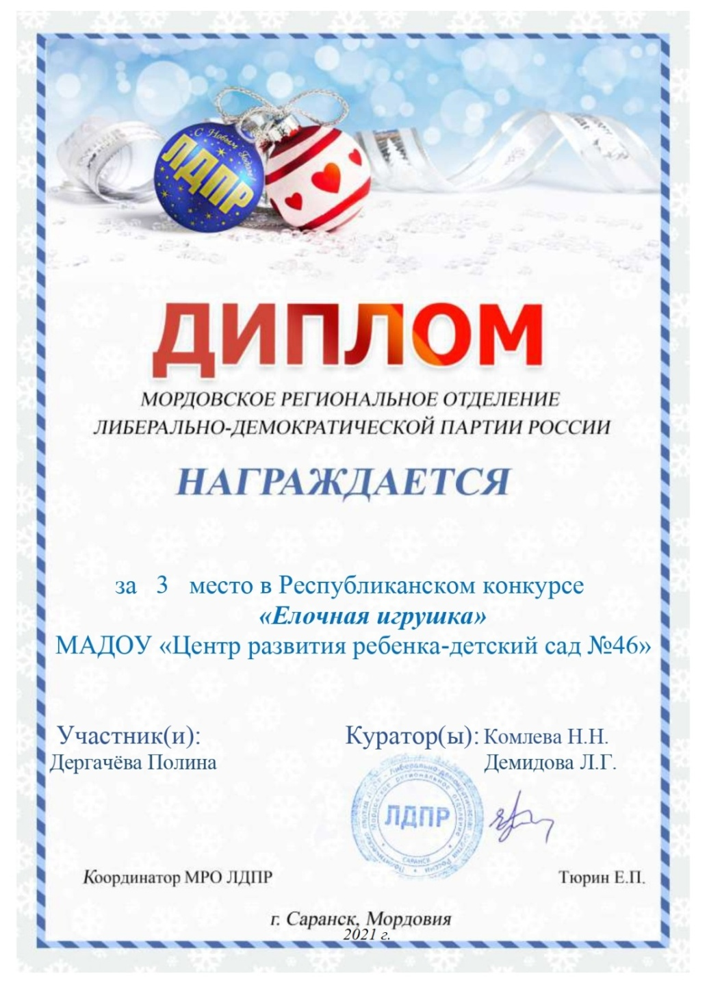 С Новым Годом!
ЛДПР
ДИПЛОМ
МОРДОВСКОЕ РЕГИОНАЛЬНОЕ ОТДЕЛЕНИЕ
ЛИБЕРАЛЬНО-ДЕМОКРАТИЧЕСКОЙ ПАРТИИ РОССИИ
НАГРАЖДАЕТСЯ
за 3 место в Республиканском конкурсе
«Елочная игрушка»
МАДОУ «Центр развития ребенка-детский сад №46»
Участник(и): Куратор(ы): Комлева Н.Н.
Дергачёва Полина Демидова Л.Г.
ЛДПР
САРАНСК
Координатор МРО ЛДПР Тюрин Е.П.
г. Саранск, Мордовия
2021 г.